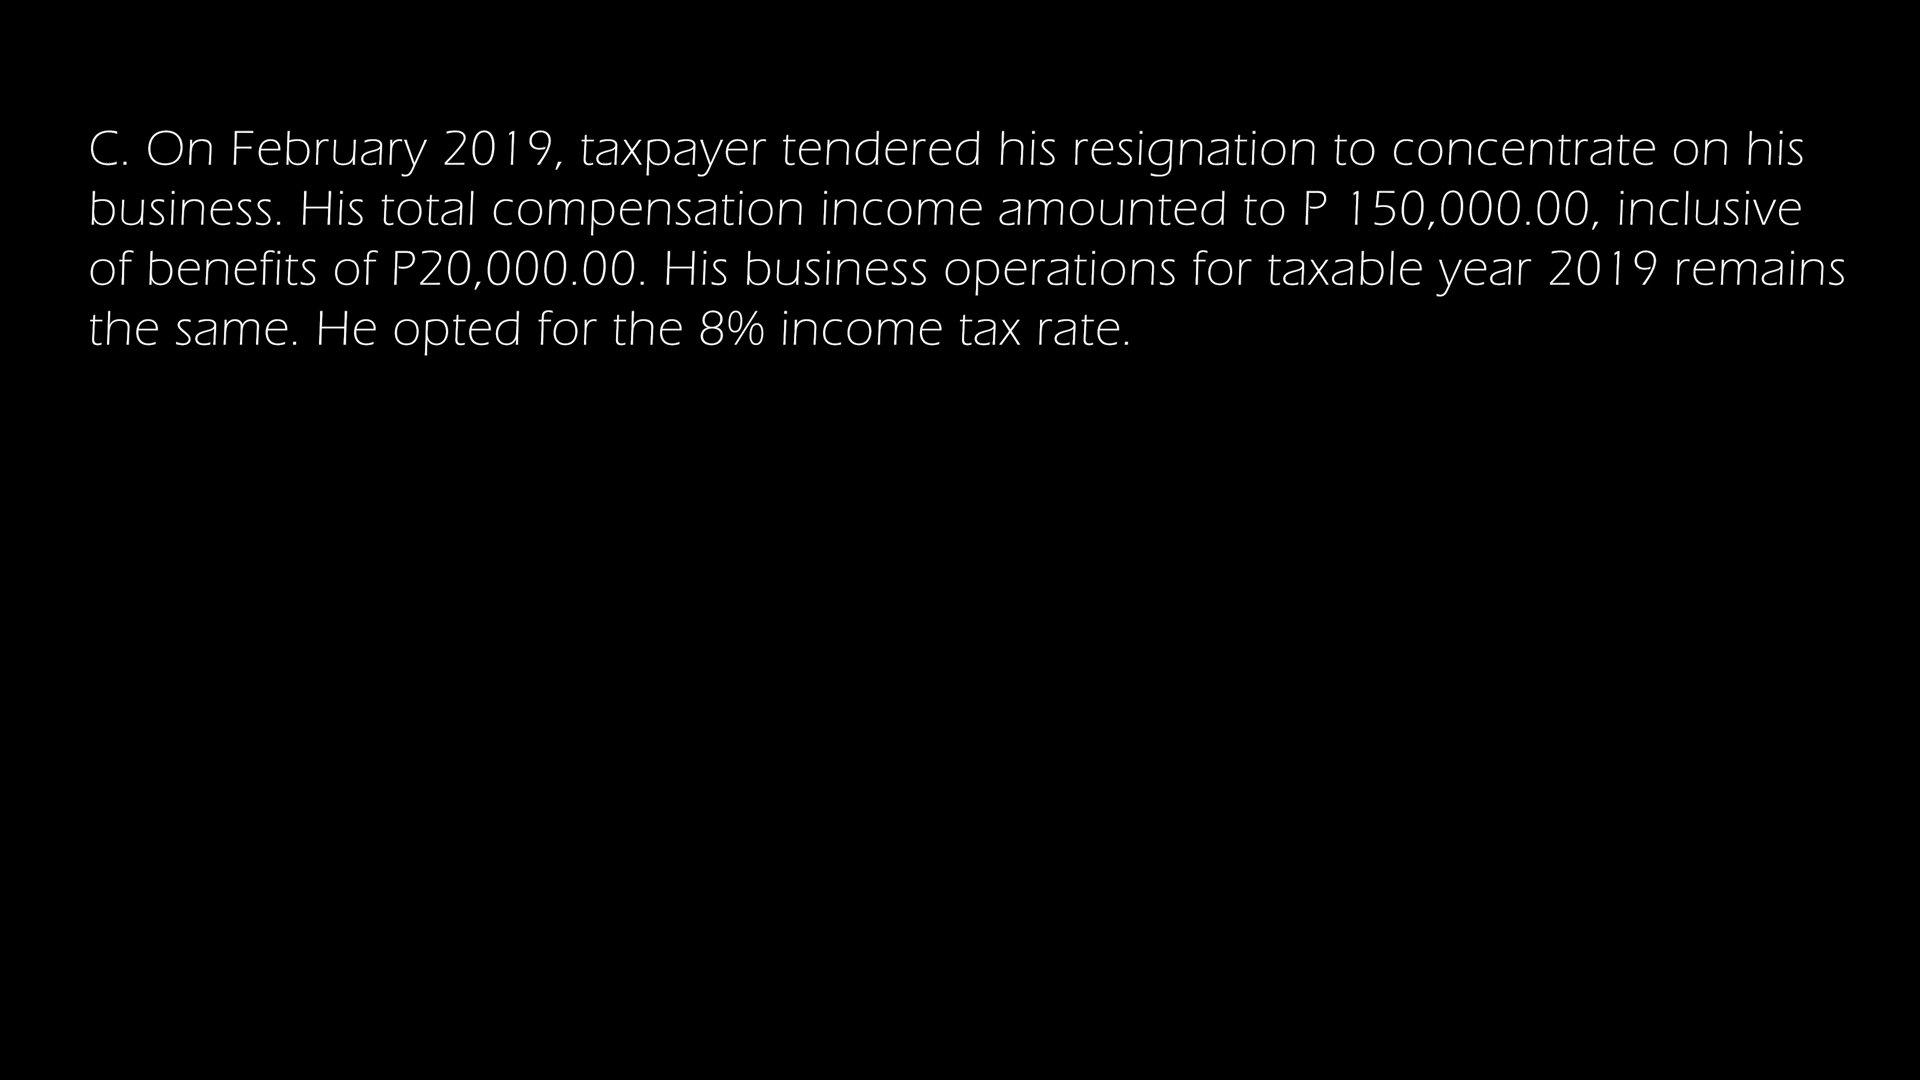 C. On February 2019, taxpayer tendered his resignation to concentrate on his
business. His total compensation income amounted to P 150,000.00, inclusive
of benefits of P20,000.00. His business operations for taxable year 2019 remains
the same. He opted for the 8% income tax rate.